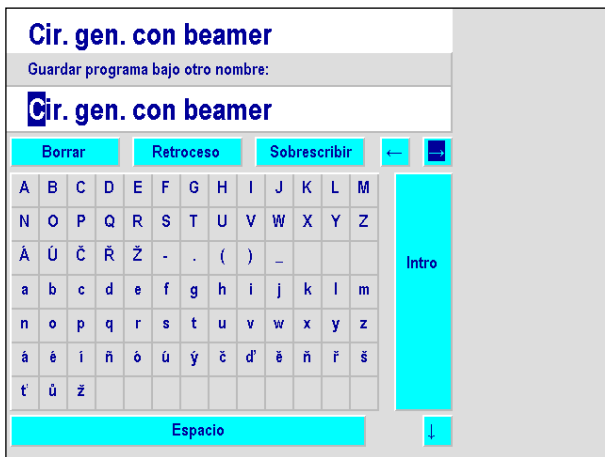 Cir. gen. con beamer
Guardar programa bajo otro nombre:
Cir. gen. con beamer
Borrar Retroceso Sobrescribir ← →
A B C D E F G H I J K L M
N O P Q R S T U V W X Y Z
Á Ú Č Ř Ž - . ( ) _
Intro
a b c d e f g h i j k l m
n o p q r s t u v w x y z
á é í ñ ó ú ý č ď ě ň ř š
ť ů ž
Espacio ↓